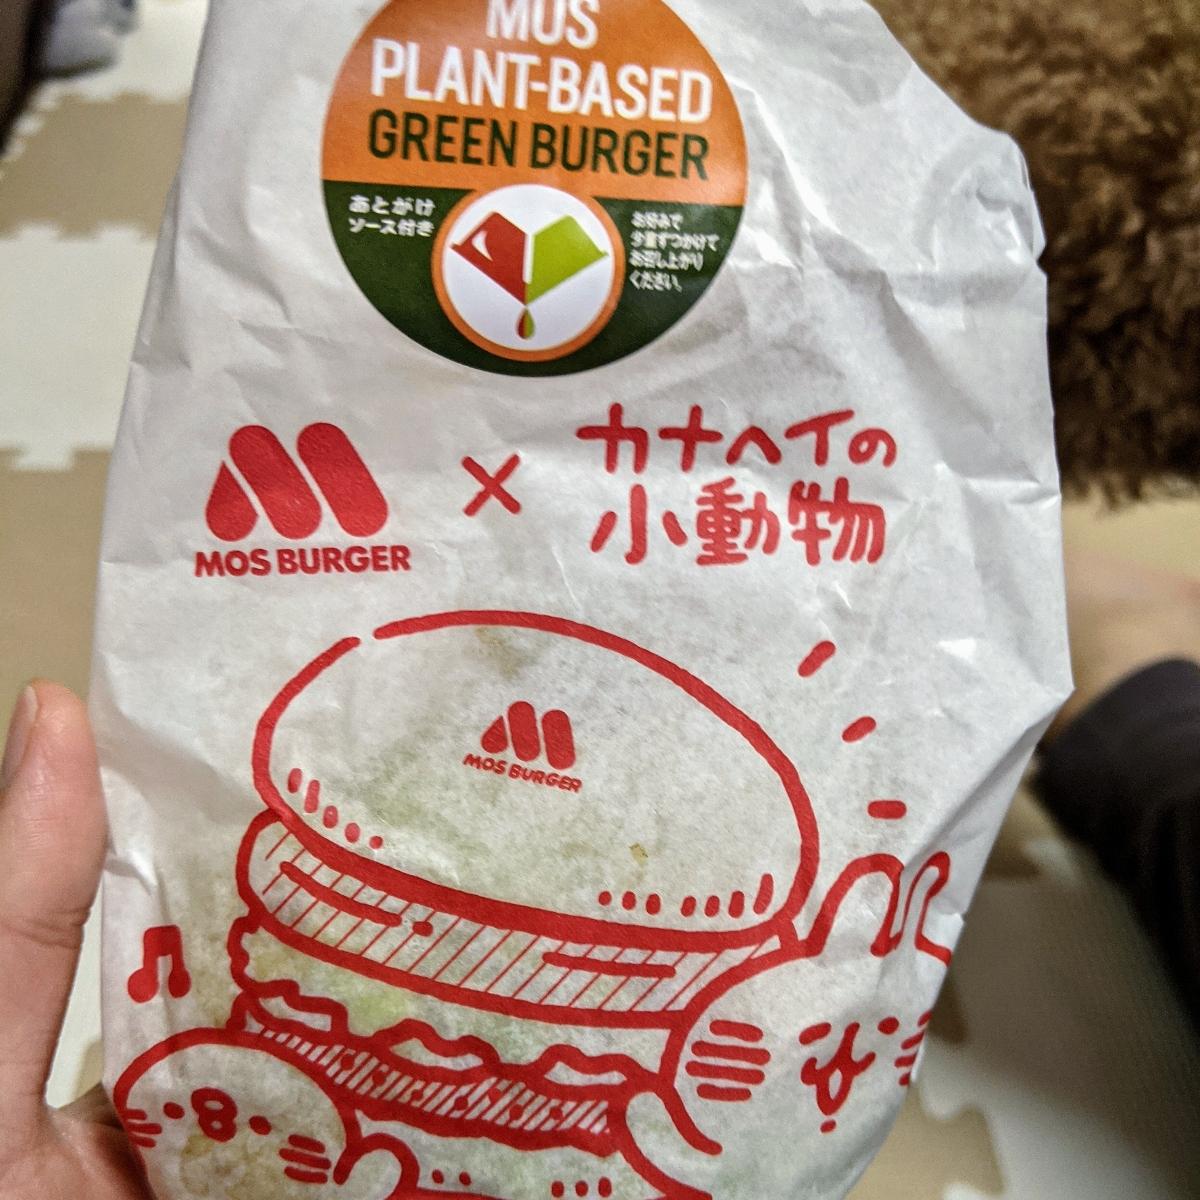 MOS
PLANT-BASED
GREEN BURGER
あとがけ
ソース付き
お好みで
少量ずつかけて
お召し上がり
ください。
MOS BURGER
×
カナヘイの
小動物
MOS BURGER